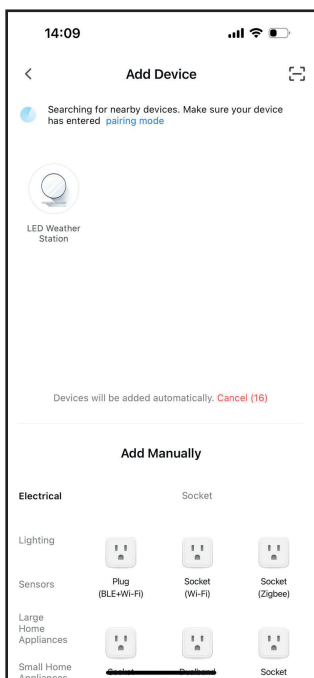 14:09
Add Device
Searching for nearby devices. Make sure your device
has entered pairing mode
LED Weather
Station
Devices will be added automatically. Cancel (16)
Add Manually
Electrical
Socket
Lighting
Plug
(BLE+Wi-Fi)
Socket
(Wi-Fi)
Socket
(Zigbee)
Sensors
Large
Home
Appliances
Small Home
Appliances
Socket